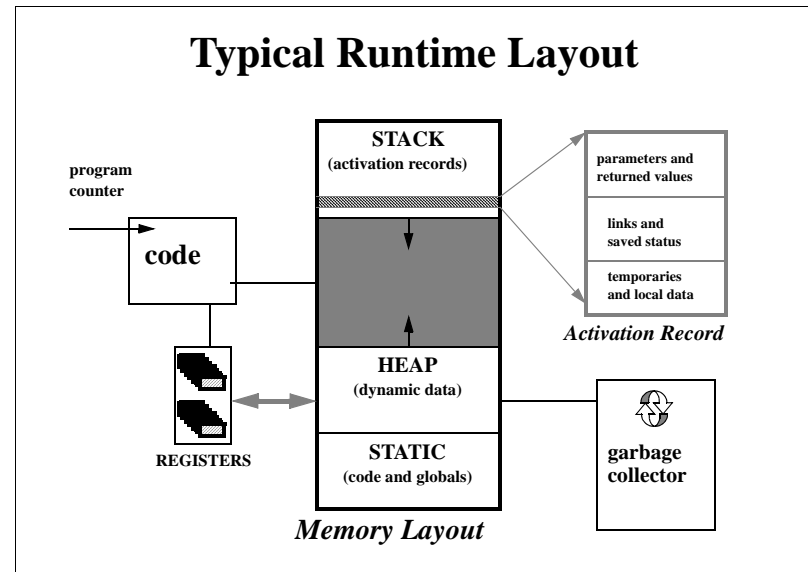 Typical Runtime Layout
program
counter
code
REGISTERS
STACK
(activation records)
HEAP
(dynamic data)
STATIC
(code and globals)
Memory Layout
parameters and
returned values
links and
saved status
temporaries
and local data
Activation Record
garbage
collector